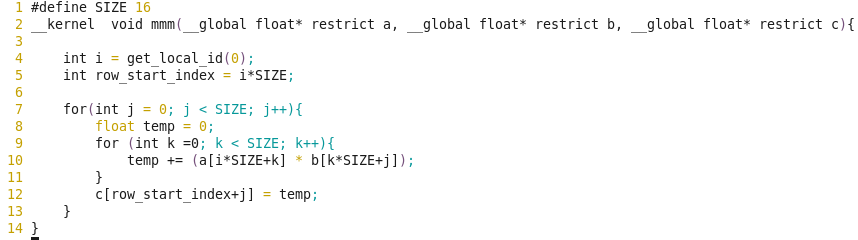 1 #define SIZE 16
2 __kernel  void mmm(__global float* restrict a, __global float* restrict b, __global float* restrict c){
3
4     int i = get_local_id(0);
5     int row_start_index = i*SIZE;
6
7     for(int j = 0; j < SIZE; j++){
8         float temp = 0;
9         for (int k =0; k < SIZE; k++){
10             temp += (a[i*SIZE+k] * b[k*SIZE+j]);
11         }
12         c[row_start_index+j] = temp;
13     }
14 }